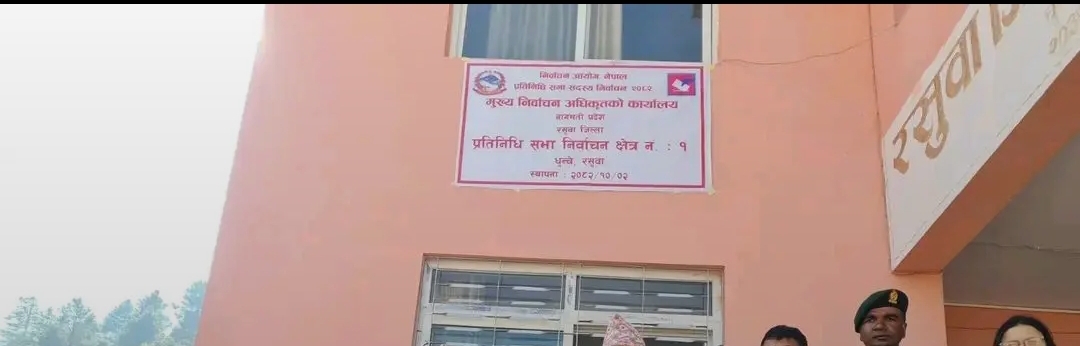 निर्वाचन आयोग नेपाल
प्रतिनिधि सभा सदस्य निर्वाचन २०८२
मुख्य निर्वाचन अधिकृतको कार्यालय
बागमती प्रदेश
रसुवा जिल्ला
प्रतिनिधि सभा निर्वाचन क्षेत्र न. : १
धुन्चे, रसुवा
स्थापना : २०८२/१०/०२
रसुवा